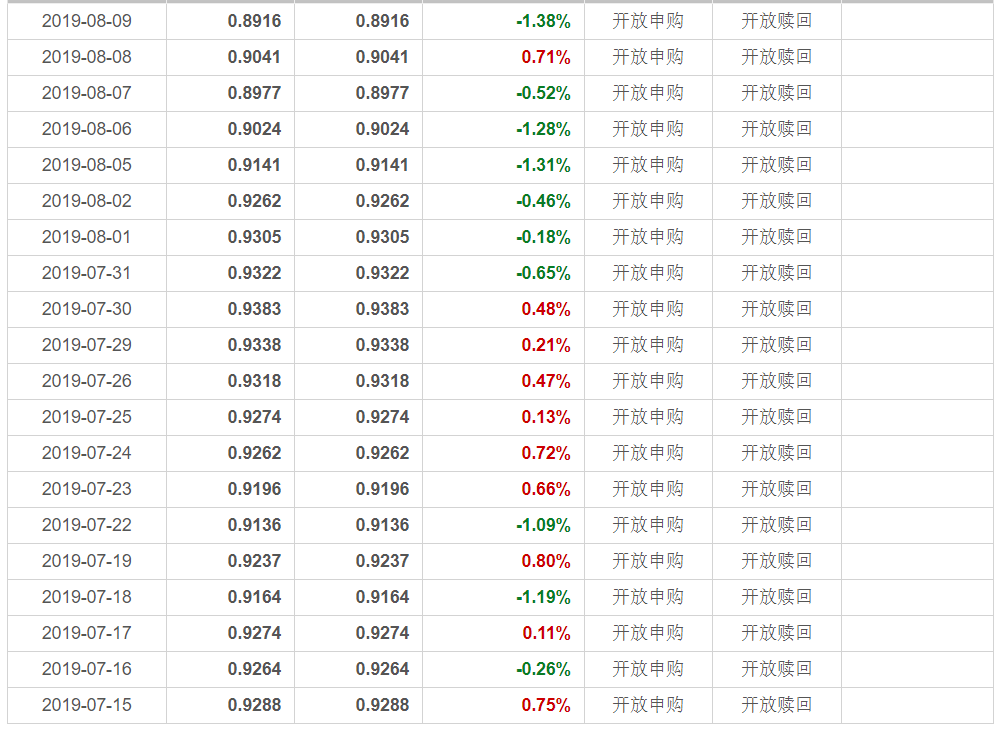 2019-08-09 0.8916 0.8916 -1.38% 开放申购 开放赎回
2019-08-08 0.9041 0.9041 0.71% 开放申购 开放赎回
2019-08-07 0.8977 0.8977 -0.52% 开放申购 开放赎回
2019-08-06 0.9024 0.9024 -1.28% 开放申购 开放赎回
2019-08-05 0.9141 0.9141 -1.31% 开放申购 开放赎回
2019-08-02 0.9262 0.9262 -0.46% 开放申购 开放赎回
2019-08-01 0.9305 0.9305 -0.18% 开放申购 开放赎回
2019-07-31 0.9322 0.9322 -0.65% 开放申购 开放赎回
2019-07-30 0.9383 0.9383 0.48% 开放申购 开放赎回
2019-07-29 0.9338 0.9338 0.21% 开放申购 开放赎回
2019-07-26 0.9318 0.9318 0.47% 开放申购 开放赎回
2019-07-25 0.9274 0.9274 0.13% 开放申购 开放赎回
2019-07-24 0.9262 0.9262 0.72% 开放申购 开放赎回
2019-07-23 0.9196 0.9196 0.66% 开放申购 开放赎回
2019-07-22 0.9136 0.9136 -1.09% 开放申购 开放赎回
2019-07-19 0.9237 0.9237 0.80% 开放申购 开放赎回
2019-07-18 0.9164 0.9164 -1.19% 开放申购 开放赎回
2019-07-17 0.9274 0.9274 0.11% 开放申购 开放赎回
2019-07-16 0.9264 0.9264 -0.26% 开放申购 开放赎回
2019-07-15 0.9288 0.9288 0.75% 开放申购 开放赎回